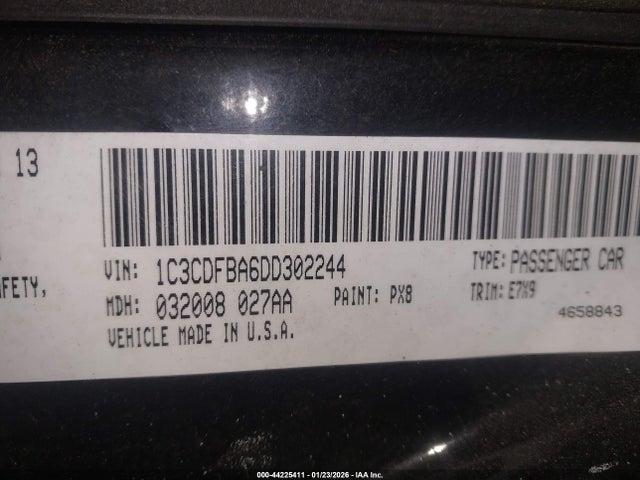 13
VIN: 1C3CDFBA6DD302244
TYPE: PASSENGER CAR
AFETY,
MDH: 032008 027AA
PAINT: PX8
TRIM: E7X9
4658843
VEHICLE MADE IN U.S.A.
000-44225411 - 01/23/2026 - © IAA Inc.